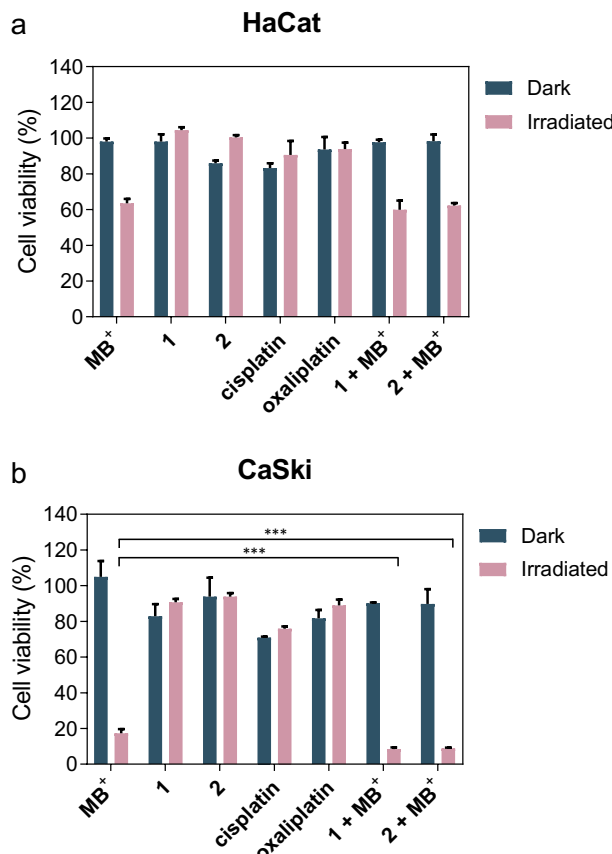 a
HaCat
Cell viability (%)
140
120
100
80
60
40
20
0
Dark
Irradiated
MB⁺
1
2
cisplatin
oxaliplatin
1 + MB⁺
2 + MB⁺
b
CaSki
Cell viability (%)
140
120
100
80
60
40
20
0
***
***
Dark
Irradiated
MB⁺
1
2
cisplatin
oxaliplatin
1 + MB⁺
2 + MB⁺